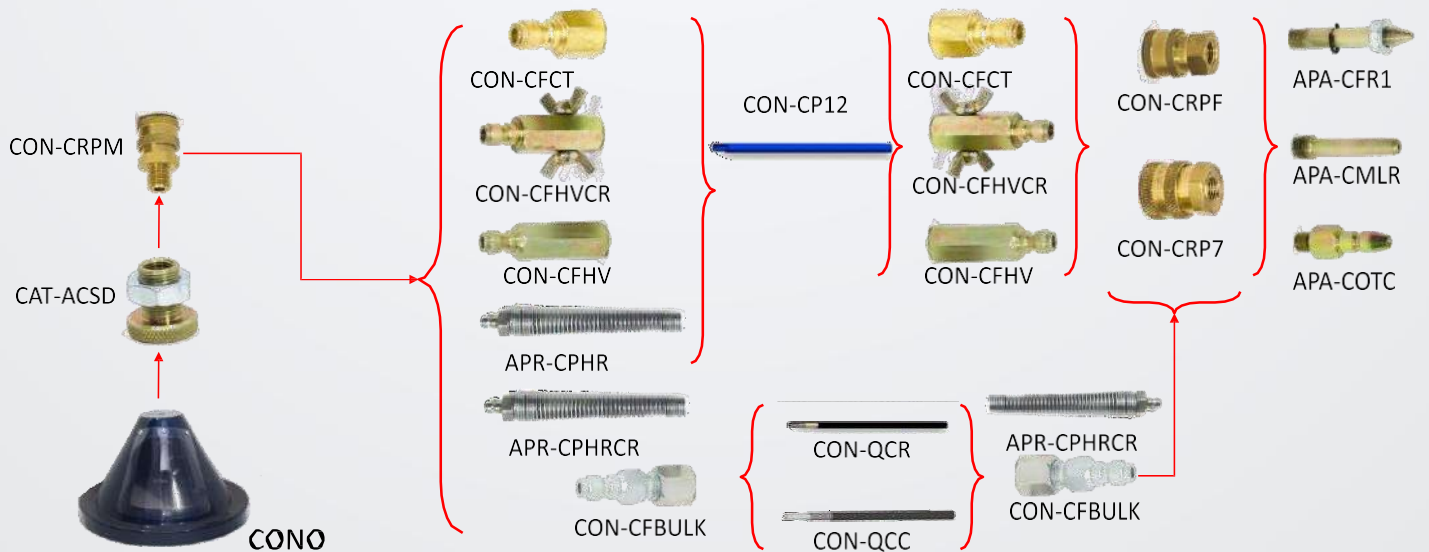 CON-CRPM
CAT-ACSD
CONO
CON-CFCT
CON-CFHVCR
CON-CFHV
APR-CPHR
APR-CPHRCR
CON-CFBULK
CON-CP12
CON-QCR
CON-QCC
CON-CFCT
CON-CFHVCR
CON-CFHV
APR-CPHRCR
CON-CFBULK
CON-CRPF
CON-CRP7
APA-CFR1
APA-CMLR
APA-COTC